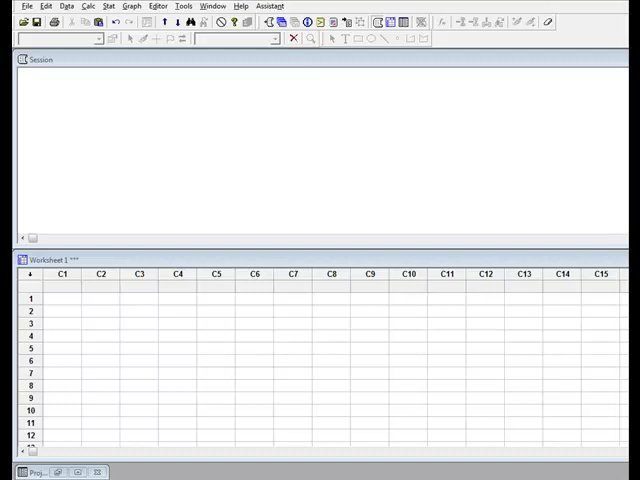 File Edit Data Calc Stat Graph Editor Tools Window Help Assistant
Session
Worksheet 1 ***
C1 C2 C3 C4 C5 C6 C7 C8 C9 C10 C11 C12 C13 C14 C15
1
2
3
4
5
6
7
8
9
10
11
12
Proj...